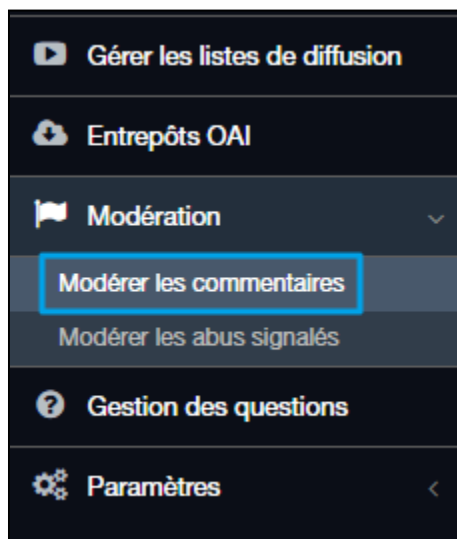 Gérer les listes de diffusion
Entrepôts OAI
Modération
Modérer les commentaires
Modérer les abus signalés
Gestion des questions
Paramètres